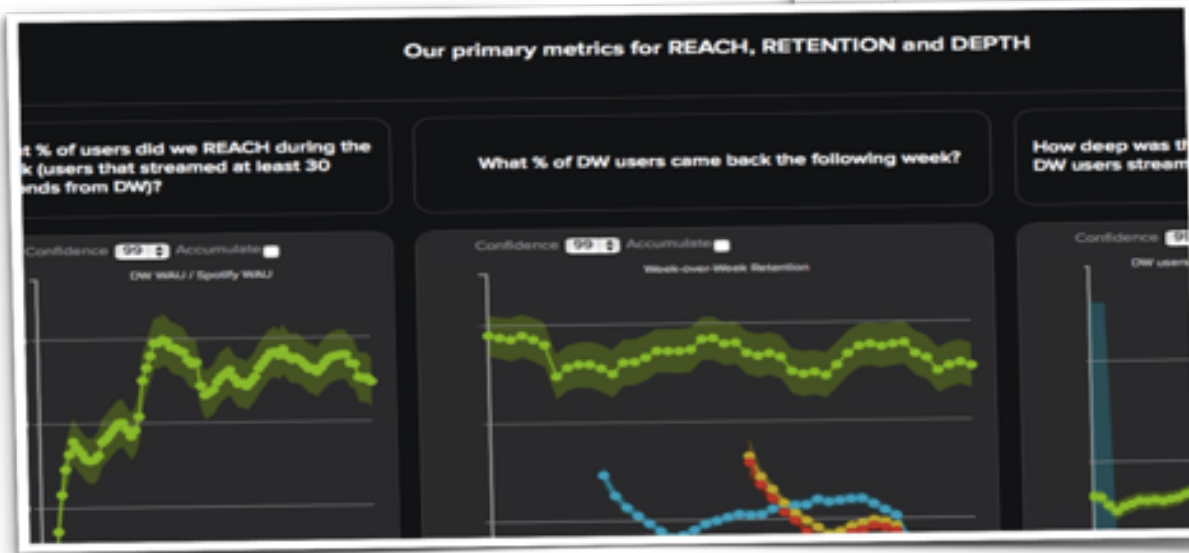 Our primary metrics for REACH, RETENTION and DEPTH
t % of users did we REACH during the
k (users that streamed at least 30
nds from DW)?
What % of DW users came back the following week?
How deep was th
DW users stream
Confidence 99 Accumulate
DW WAU / Spotify WAU
Confidence 99 Accumulate
Week-over-Week Retention
Confidence 99
DW users